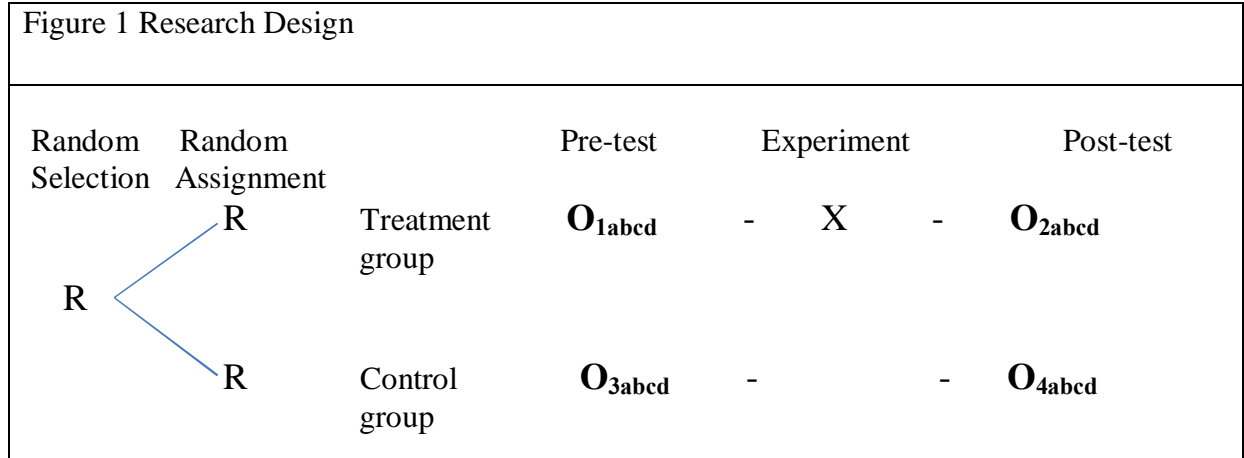 Figure 1 Research Design
Random Random Pre-test Experiment Post-test
Selection Assignment
R Treatment O1abcd - X - O2abcd
group
R
R Control O3abcd - - O4abcd
group